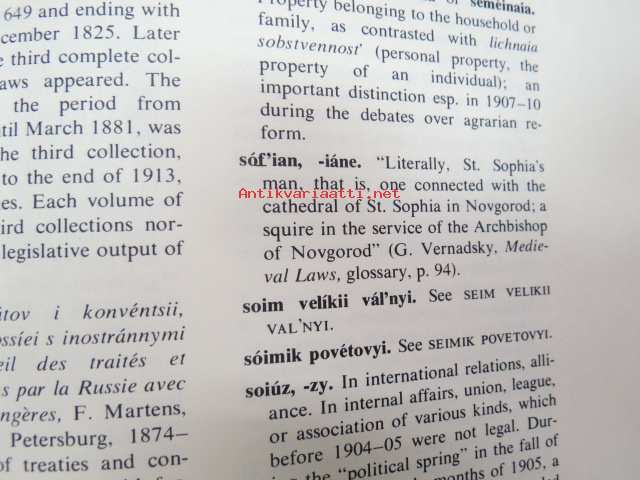 649 and ending with
cember 1825. Later
e third complete col-
aws appeared. The
the period from
til March 1881, was
he third collection,
to the end of 1913,
es. Each volume of
ird collections nor-
legislative output of
itov i konvéntsii,
ossíei s inostránnymi
eil des traités et
s par la Russie avec
ngères, F. Martens,
Petersburg, 1874–
of treaties and con-
semeinaia.
Property belonging to the household or
family, as contrasted with lichnaia
sobstvennost' (personal property, the
property of an individual); an
important distinction esp. in 1907–10
during the debates over agrarian re-
form.
sóf'ian, -iáne. “Literally, St. Sophia's
man, that is, one connected with the
cathedral of St. Sophia in Novgorod; a
squire in the service of the Archbishop
of Novgorod” (G. Vernadsky, Medie-
val Laws, glossary, p. 94).
soim velíkii vál'nyi. See SEIM VELIKII
VAL'NYI.
sóimik povétovyi. See SEIMIK POVETOVYI.
soiúz, -zy. In international relations, alli-
ance. In internal affairs, union, league,
or association of various kinds, which
before 1904–05 were not legal. Dur-
the “political spring” in the fall of
months of 1905, a
Antikvariaatti.net